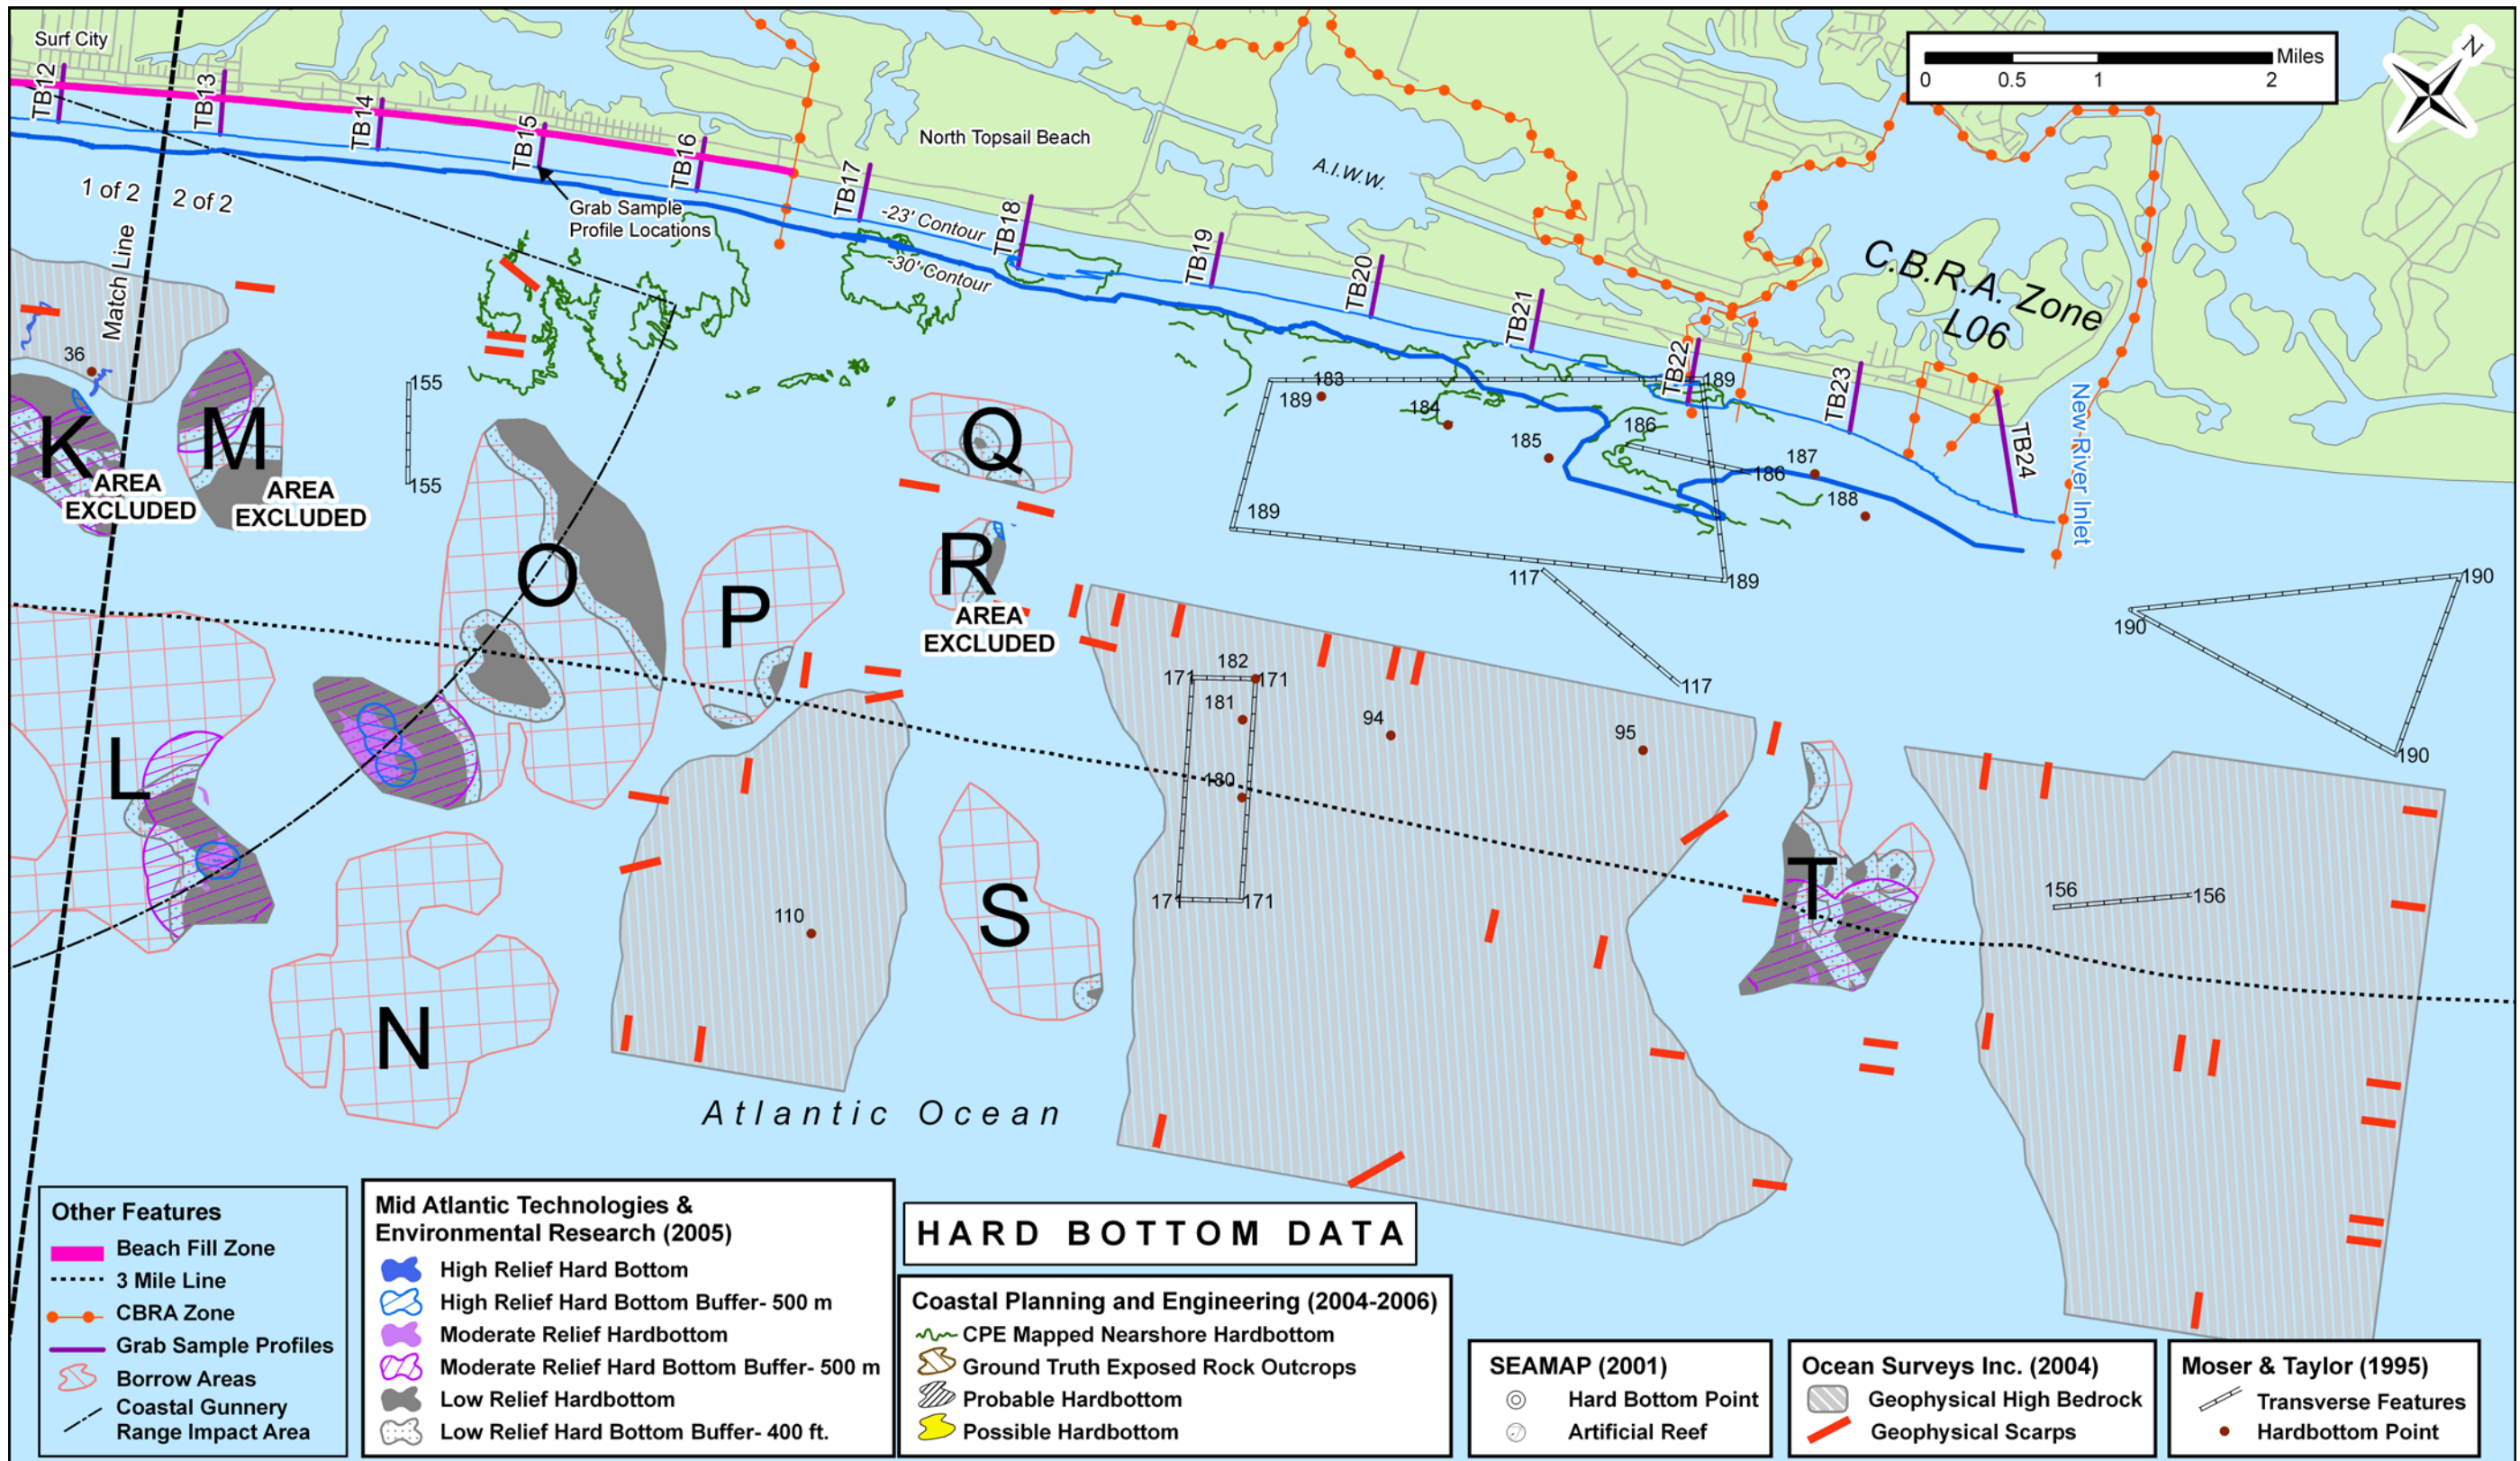 Surf City
TB12
TB13
TB14
TB15
TB16
TB17
TB18
TB19
TB20
TB21
TB22
TB23
TB24
North Topsail Beach
A.I.W.W.
0 0.5 1 2 Miles
N
C.B.R.A. Zone
L06
New River Inlet
1 of 2
2 of 2
Match Line
Grab Sample
Profile Locations
-23' Contour
-30' Contour
36
155
155
183
189
189
184
185
186
186
187
188
189
189
K
AREA
EXCLUDED
M
AREA
EXCLUDED
O
P
Q
R
AREA
EXCLUDED
117
117
190
190
190
182
171
171
181
94
95
180
171
171
L
N
110
S
T
156
156
Atlantic Ocean
Other Features
Beach Fill Zone
3 Mile Line
CBRA Zone
Grab Sample Profiles
Borrow Areas
Coastal Gunnery
Range Impact Area
Mid Atlantic Technologies &
Environmental Research (2005)
High Relief Hard Bottom
High Relief Hard Bottom Buffer- 500 m
Moderate Relief Hardbottom
Moderate Relief Hard Bottom Buffer- 500 m
Low Relief Hardbottom
Low Relief Hard Bottom Buffer- 400 ft.
HARD BOTTOM DATA
Coastal Planning and Engineering (2004-2006)
CPE Mapped Nearshore Hardbottom
Ground Truth Exposed Rock Outcrops
Probable Hardbottom
Possible Hardbottom
SEAMAP (2001)
Hard Bottom Point
Artificial Reef
Ocean Surveys Inc. (2004)
Geophysical High Bedrock
Geophysical Scarps
Moser & Taylor (1995)
Transverse Features
Hardbottom Point